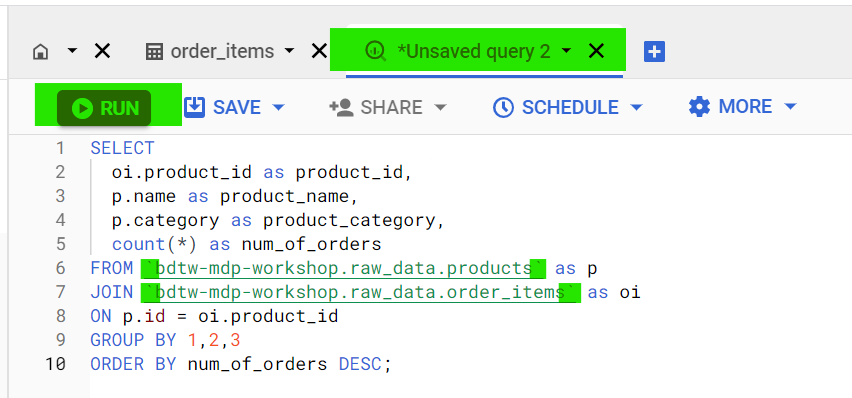 order_items *Unsaved query 2
RUN SAVE SHARE SCHEDULE MORE
1 SELECT
2 oi.product_id as product_id,
3 p.name as product_name,
4 p.category as product_category,
5 count(*) as num_of_orders
6 FROM `bdtw-mdp-workshop.raw_data.products` as p
7 JOIN `bdtw-mdp-workshop.raw_data.order_items` as oi
8 ON p.id = oi.product_id
9 GROUP BY 1,2,3
10 ORDER BY num_of_orders DESC;